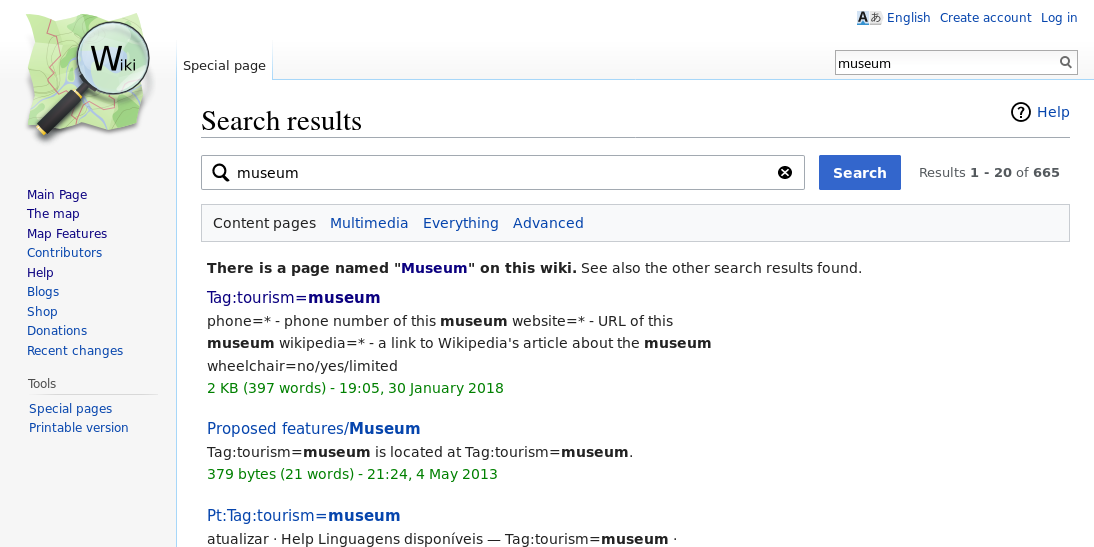 Wiki
A あ English Create account Log in
Special page
museum
Search results
Help
museum
Search
Results 1 - 20 of 665
Main Page
The map
Map Features
Contributors
Help
Blogs
Shop
Donations
Recent changes
Tools
Special pages
Printable version
Content pages Multimedia Everything Advanced
There is a page named "Museum" on this wiki. See also the other search results found.
Tag:tourism=museum
phone=* - phone number of this museum website=* - URL of this
museum wikipedia=* - a link to Wikipedia's article about the museum
wheelchair=no/yes/limited
2 KB (397 words) - 19:05, 30 January 2018
Proposed features/Museum
Tag:tourism=museum is located at Tag:tourism=museum.
379 bytes (21 words) - 21:24, 4 May 2013
Pt:Tag:tourism=museum
atualizar · Help Linguagens disponíveis — Tag:tourism=museum ·